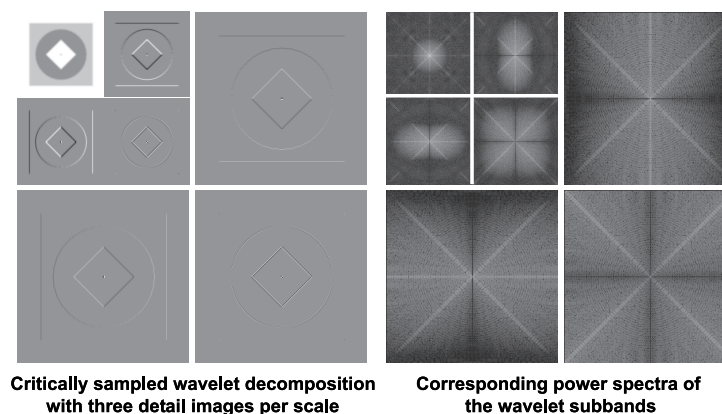 Critically sampled wavelet decomposition
with three detail images per scale
Corresponding power spectra of
the wavelet subbands